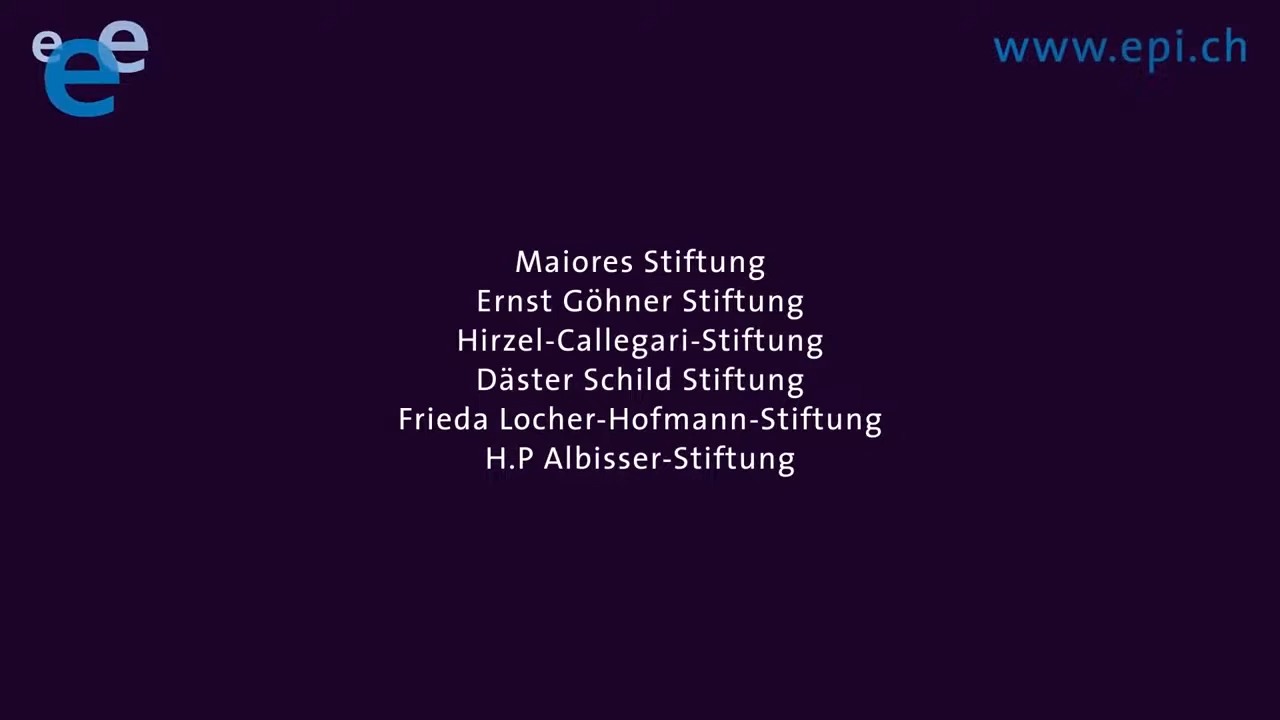 e e e
www.epi.ch
Maiores Stiftung
Ernst Göhner Stiftung
Hirzel-Callegari-Stiftung
Däster Schild Stiftung
Frieda Locher-Hofmann-Stiftung
H.P Albisser-Stiftung